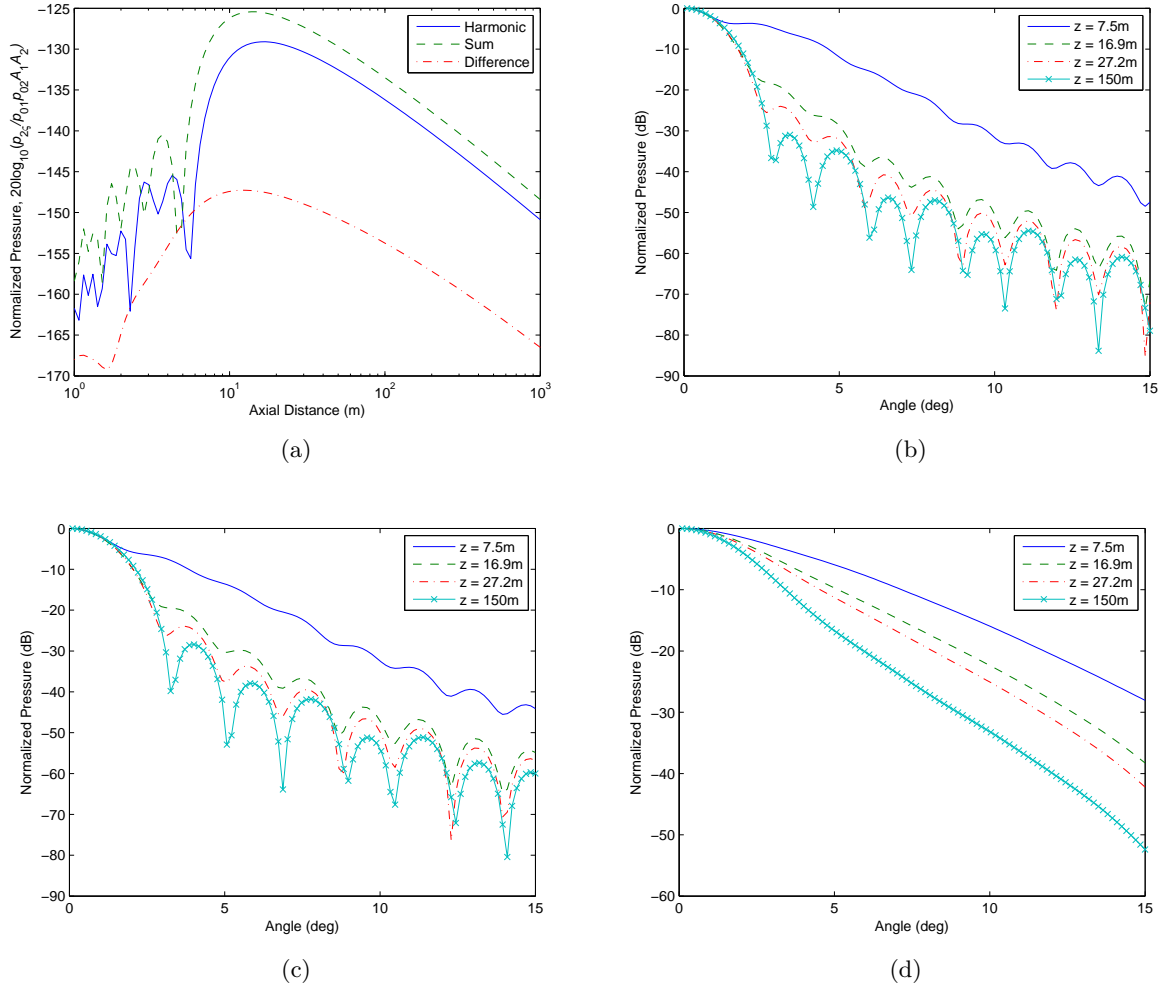 −125
−130
−135
−140
−145
−150
−155
−160
−165
−170
Normalized Pressure, 20log10(p2ς/p01p02A1A2)
Harmonic
Sum
Difference
10^0 10^1 10^2 10^3
Axial Distance (m)
(a)
0
−10
−20
−30
−40
−50
−60
−70
−80
−90
Normalized Pressure (dB)
z = 7.5m
z = 16.9m
z = 27.2m
z = 150m
0 5 10 15
Angle (deg)
(b)
0
−10
−20
−30
−40
−50
−60
−70
−80
−90
Normalized Pressure (dB)
z = 7.5m
z = 16.9m
z = 27.2m
z = 150m
0 5 10 15
Angle (deg)
(c)
0
−10
−20
−30
−40
−50
−60
Normalized Pressure (dB)
z = 7.5m
z = 16.9m
z = 27.2m
z = 150m
0 5 10 15
Angle (deg)
(d)